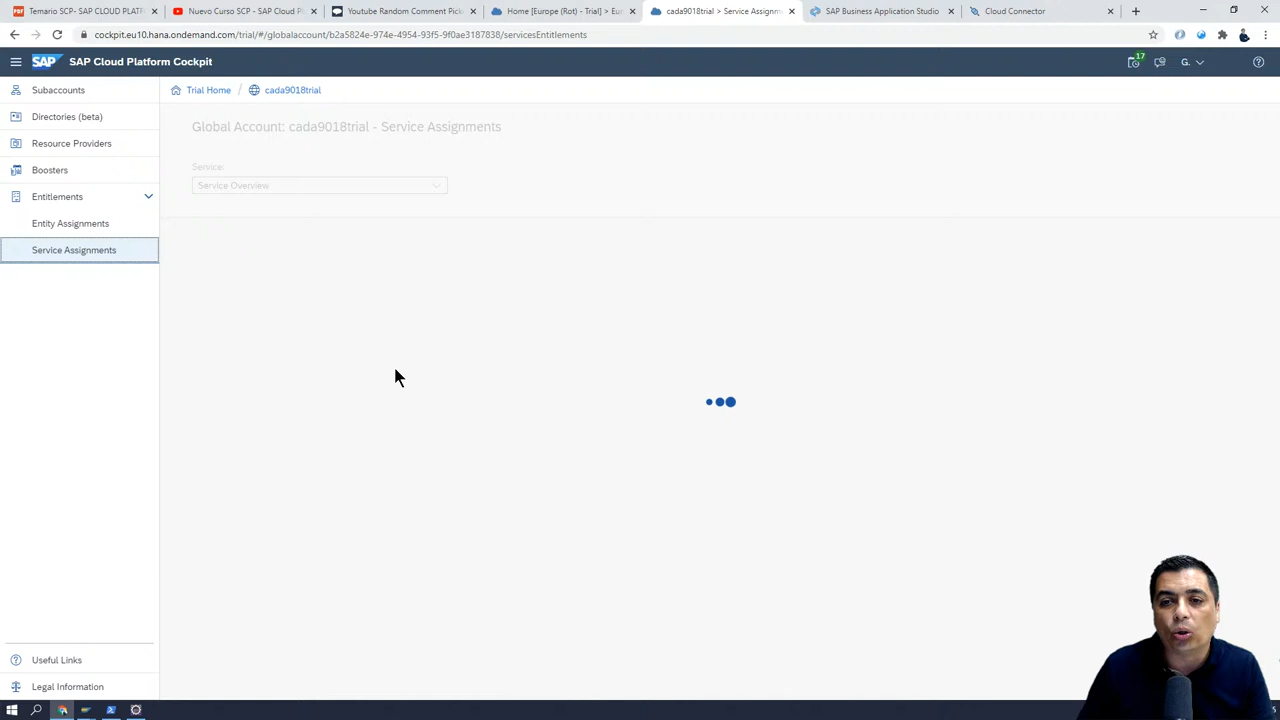 Temario SCP- SAP CLOUD PLATF
Nuevo Curso SCP - SAP Cloud Pl
Youtube Random Comment Pick
Home [Europe (Rot) - Trial] > Eu
cada9018trial > Service Assignm
SAP Business Application Studio
Cloud Connector
cockpit.eu10.hana.ondemand.com/trial/#/globalaccount/b2a5824e-974e-4954-93f5-9f0ae3187838/servicesEntitlements
SAP
SAP Cloud Platform Cockpit
17
G.
Subaccounts
Directories (beta)
Resource Providers
Boosters
Entitlements
Entity Assignments
Service Assignments
Useful Links
Legal Information
Trial Home / cada9018trial
Global Account: cada9018trial - Service Assignments
Service:
Service Overview